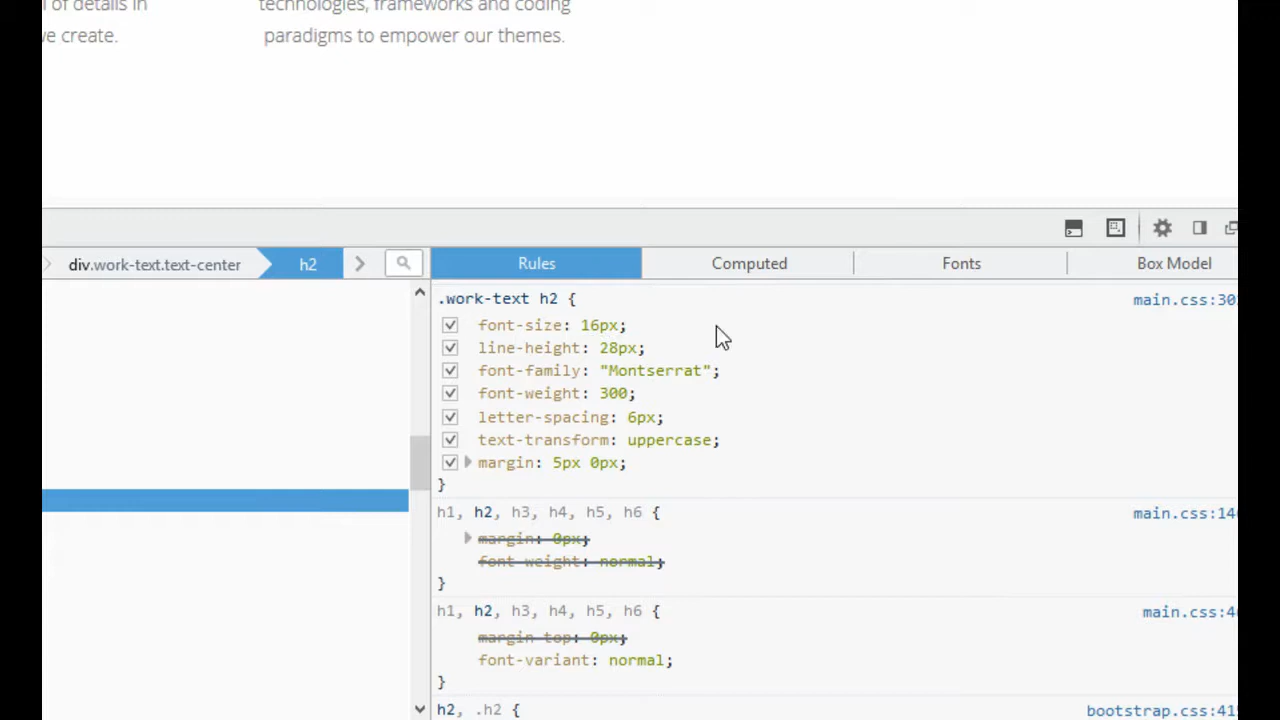 of details in
technologies, frameworks and coding
we create.
paradigms to empower our themes.
div.work-text.text-center
h2
Rules
Computed
Fonts
Box Model
.work-text h2 {
main.css:30
font-size: 16px;
line-height: 28px;
font-family: "Montserrat";
font-weight: 300;
letter-spacing: 6px;
text-transform: uppercase;
margin: 5px 0px;
}
h1, h2, h3, h4, h5, h6 {
main.css:14
margin: 0px;
font-weight: normal;
}
h1, h2, h3, h4, h5, h6 {
main.css:4
margin-top: 0px;
font-variant: normal;
}
h2, .h2 {
bootstrap.css:41